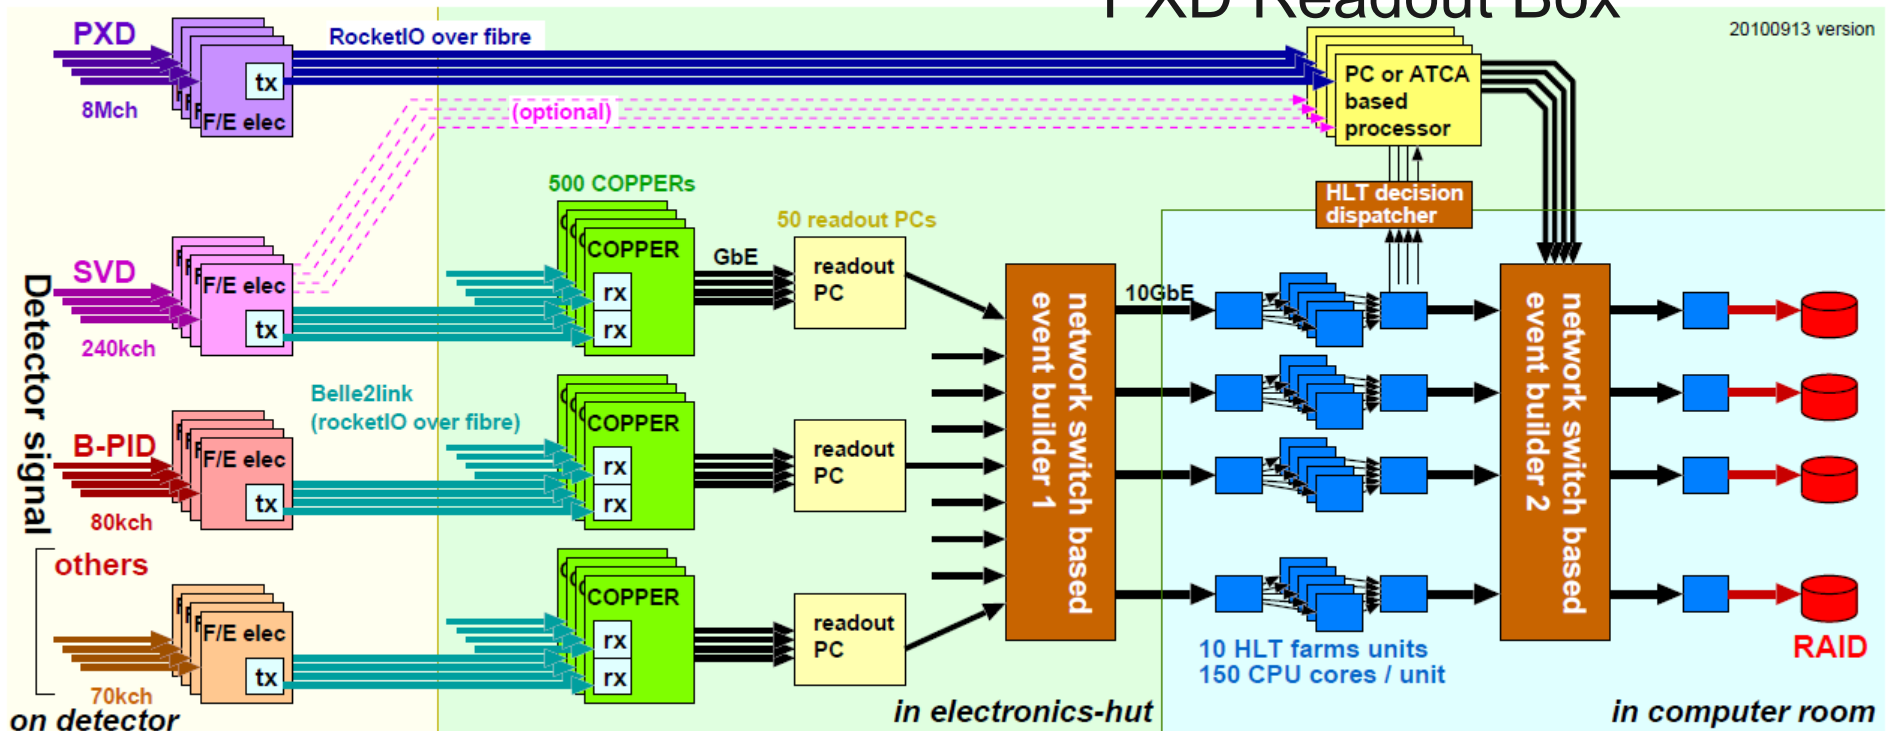 PXD Readout Box
20100913 version
PXD
RocketIO over fibre
tx
F/E elec
8Mch
(optional)
PC or ATCA
based
processor
HLT decision
dispatcher
500 COPPERs
50 readout PCs
Detector signal
SVD
F/E elec
tx
240kch
COPPER
rx
rx
GbE
readout
PC
network switch based
event builder 1
10GbE
network switch based
event builder 2
Belle2link
(rocketIO over fibre)
B-PID
F/E elec
tx
80kch
COPPER
rx
rx
readout
PC
others
F/E elec
tx
70kch
COPPER
rx
rx
readout
PC
10 HLT farms units
150 CPU cores / unit
RAID
on detector
in electronics-hut
in computer room